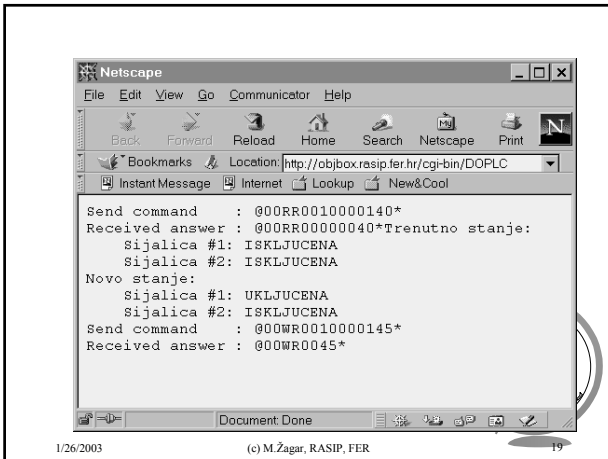 Netscape
File Edit View Go Communicator Help
Back Forward Reload Home Search Netscape Print
My
N
Bookmarks Location: http://objbox.rasip.fer.hr/cgi-bin/DOPLC
Instant Message Internet Lookup New&Cool
Send command : @00RR0010000140*
Received answer : @00RR00000040*Trenutno stanje:
Sijalica #1: ISKLJUCENA
Sijalica #2: ISKLJUCENA
Novo stanje:
Sijalica #1: UKLJUCENA
Sijalica #2: ISKLJUCENA
Send command : @00WR0010000145*
Received answer : @00WR0045*
Document: Done
1/26/2003 (c) M.Žagar, RASIP, FER 19